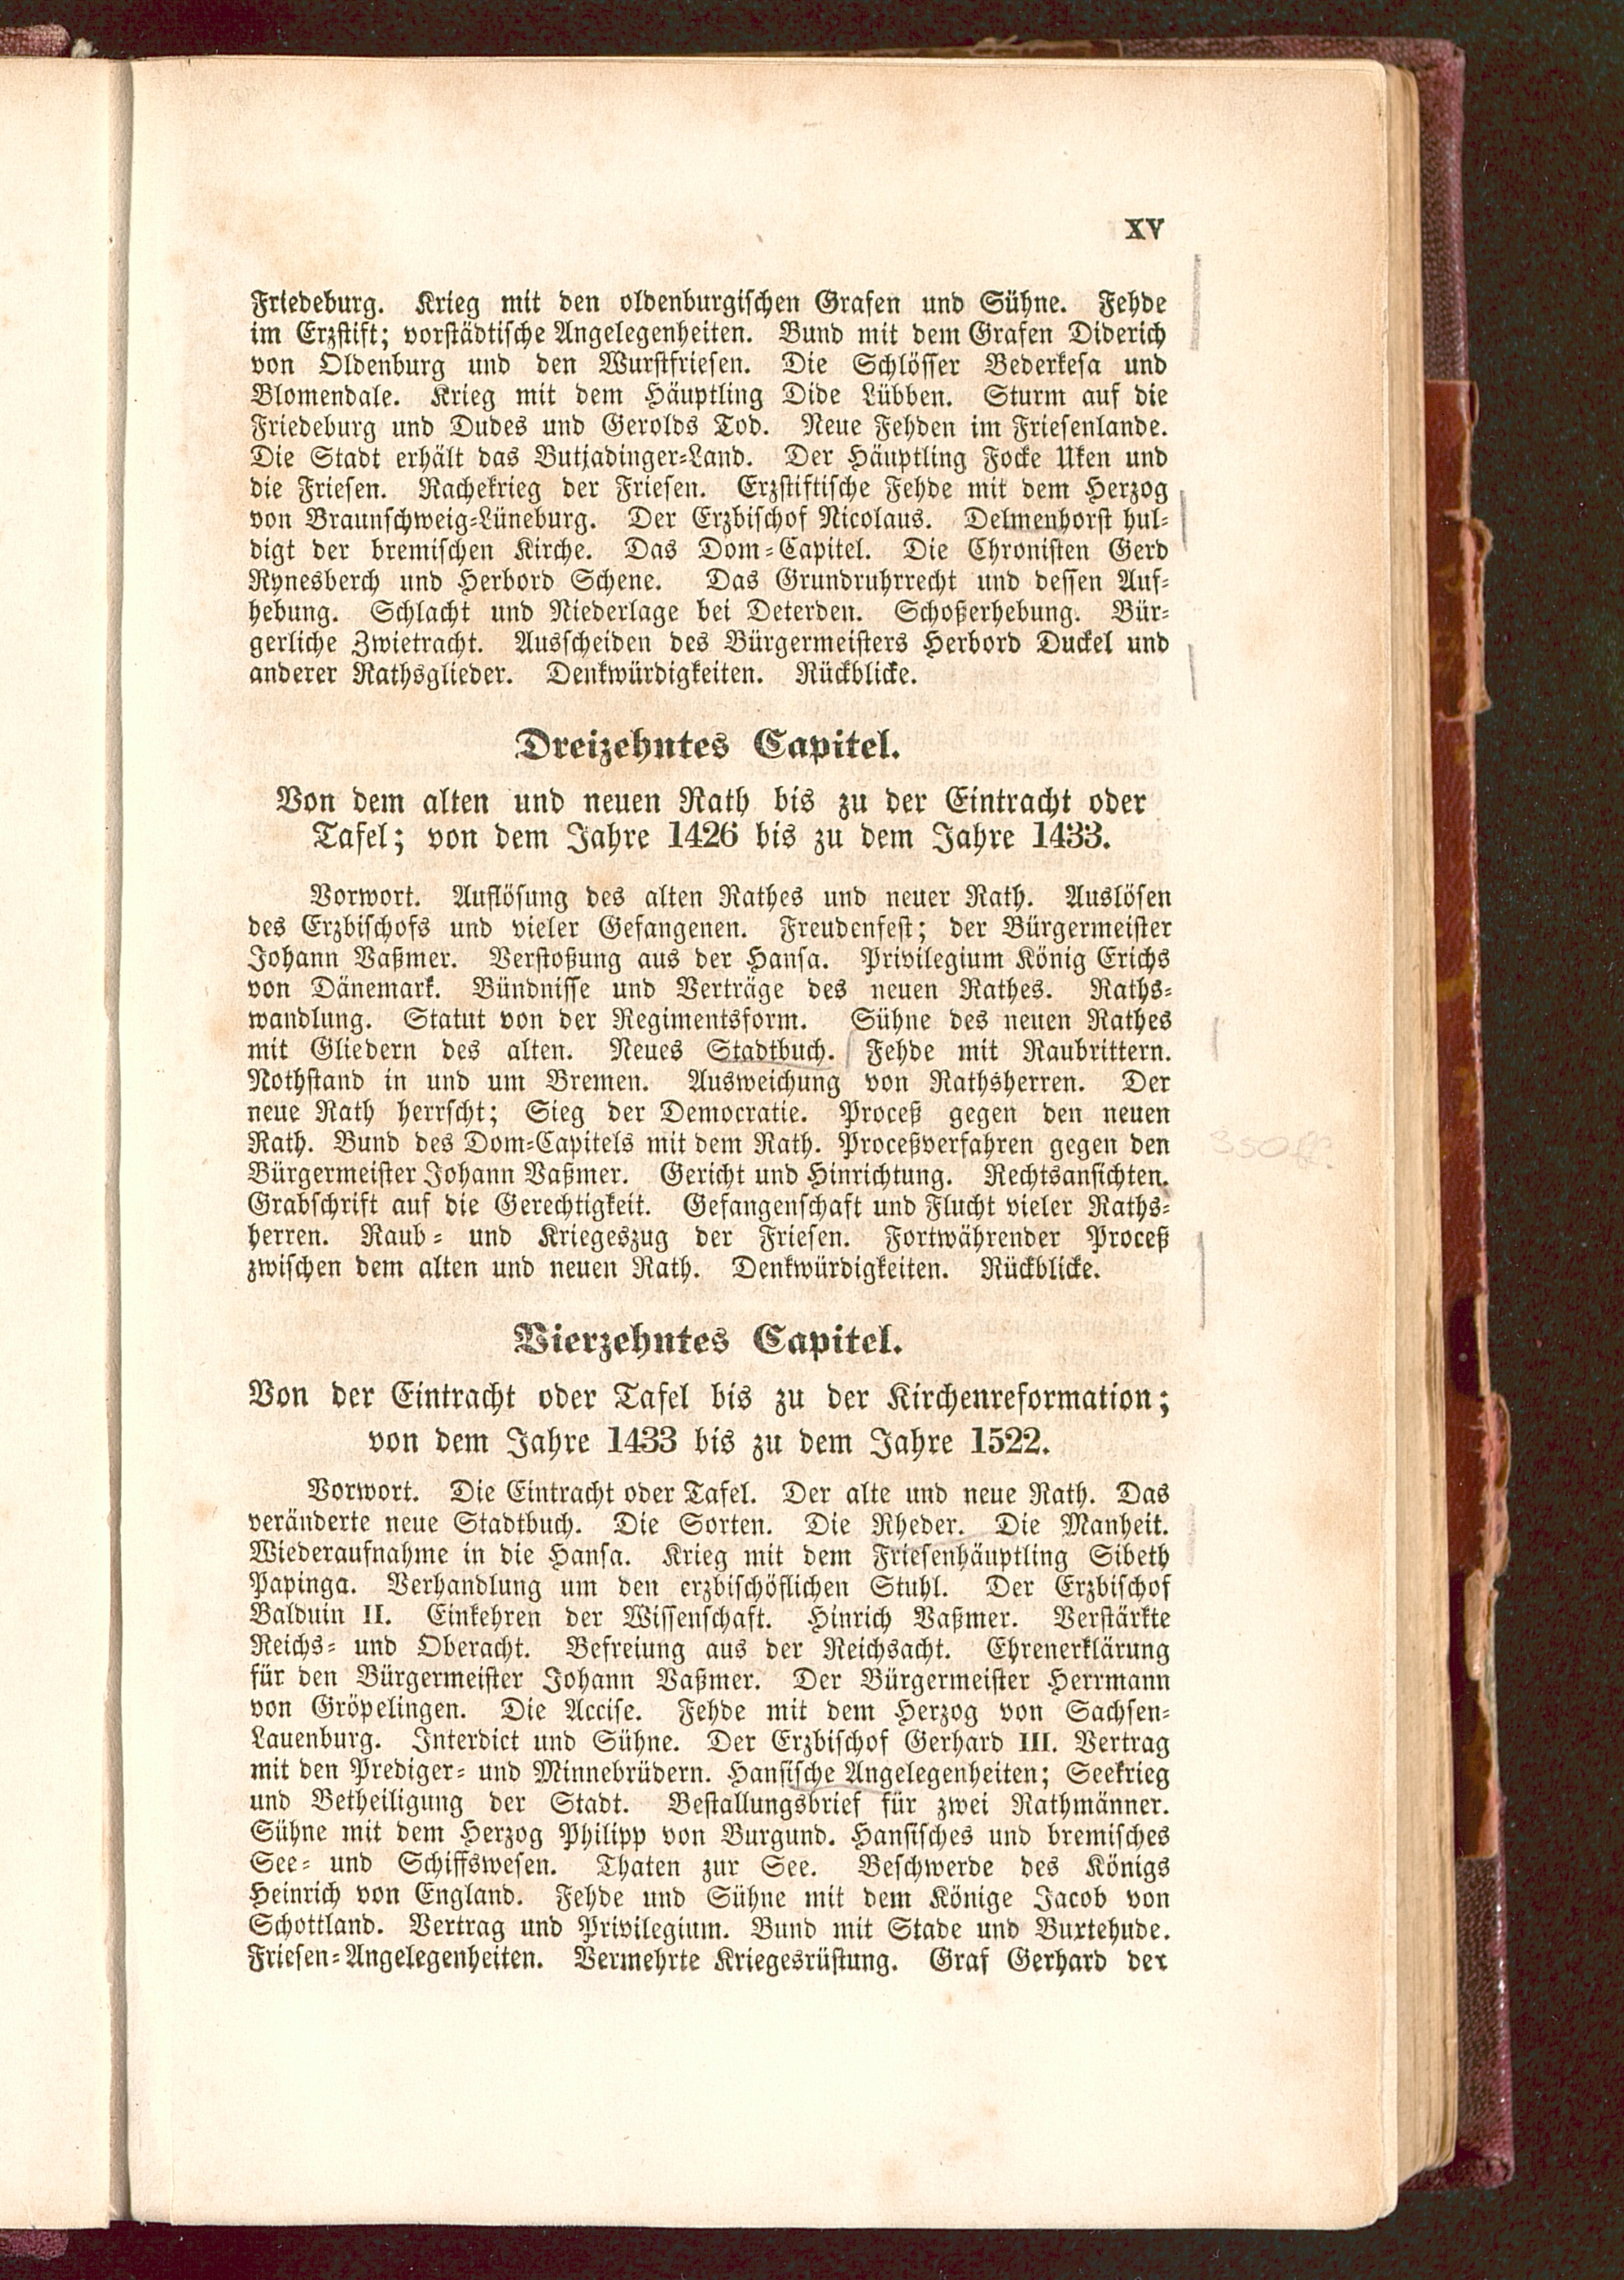 XV
Friedeburg. Krieg mit den oldenburgischen Grafen und Sühne. Fehde
im Erzstift; vorstädtische Angelegenheiten. Bund mit dem Grafen Diderich
von Oldenburg und den Wurstfriesen. Die Schlösser Bederkesa und
Blomendale. Krieg mit dem Häuptling Dide Lübben. Sturm auf die
Friedeburg und Dudes und Gerolds Tod. Neue Fehden im Friesenlande.
Die Stadt erhält das Butjadinger-Land. Der Häuptling Focke Uken und
die Friesen. Rachekrieg der Friesen. Erzstiftische Fehde mit dem Herzog
von Braunschweig-Lüneburg. Der Erzbischof Nicolaus. Delmenhorst hul-
digt der bremischen Kirche. Das Dom-Capitel. Die Chronisten Gerd
Rynesberch und Herbord Schene. Das Grundruhrrecht und dessen Auf-
hebung. Schlacht und Niederlage bei Deterden. Schoßerhebung. Bür-
gerliche Zwietracht. Ausscheiden des Bürgermeisters Herbord Duckel und
anderer Rathsglieder. Denkwürdigkeiten. Rückblicke.
Dreizehntes Capitel.
Von dem alten und neuen Rath bis zu der Eintracht oder
Tafel; von dem Jahre 1426 bis zu dem Jahre 1433.
Vorwort. Auflösung des alten Rathes und neuer Rath. Auslösen
des Erzbischofs und vieler Gefangenen. Freudenfest; der Bürgermeister
Johann Vaßmer. Verstoßung aus der Hansa. Privilegium König Erichs
von Dänemark. Bündnisse und Verträge des neuen Rathes. Raths-
wandlung. Statut von der Regimentsform. Sühne des neuen Rathes
mit Gliedern des alten. Neues Stadtbuch. Fehde mit Raubrittern.
Nothstand in und um Bremen. Ausweichung von Rathsherren. Der
neue Rath herrscht; Sieg der Democratie. Proceß gegen den neuen
Rath. Bund des Dom-Capitels mit dem Rath. Proceßverfahren gegen den
Bürgermeister Johann Vaßmer. Gericht und Hinrichtung. Rechtsansichten.
Grabschrift auf die Gerechtigkeit. Gefangenschaft und Flucht vieler Raths-
herren. Raub- und Kriegeszug der Friesen. Fortwährender Proceß
zwischen dem alten und neuen Rath. Denkwürdigkeiten. Rückblicke.
350 ff.
Vierzehntes Capitel.
Von der Eintracht oder Tafel bis zu der Kirchenreformation;
von dem Jahre 1433 bis zu dem Jahre 1522.
Vorwort. Die Eintracht oder Tafel. Der alte und neue Rath. Das
veränderte neue Stadtbuch. Die Sorten. Die Rheder. Die Manheit.
Wiederaufnahme in die Hansa. Krieg mit dem Friesenhäuptling Sibeth
Papinga. Verhandlung um den erzbischöflichen Stuhl. Der Erzbischof
Balduin II. Einkehren der Wissenschaft. Hinrich Vaßmer. Verstärkte
Reichs- und Oberacht. Befreiung aus der Reichsacht. Ehrenerklärung
für den Bürgermeister Johann Vaßmer. Der Bürgermeister Herrmann
von Gröpelingen. Die Accise. Fehde mit dem Herzog von Sachsen-
Lauenburg. Interdict und Sühne. Der Erzbischof Gerhard III. Vertrag
mit den Prediger- und Minnebrüdern. Hansische Angelegenheiten; Seekrieg
und Betheiligung der Stadt. Bestallungsbrief für zwei Rathmänner.
Sühne mit dem Herzog Philipp von Burgund. Hansisches und bremisches
See- und Schiffswesen. Thaten zur See. Beschwerde des Königs
Heinrich von England. Fehde und Sühne mit dem Könige Jacob von
Schottland. Vertrag und Privilegium. Bund mit Stade und Buxtehude.
Friesen-Angelegenheiten. Vermehrte Kriegesrüstung. Graf Gerhard der